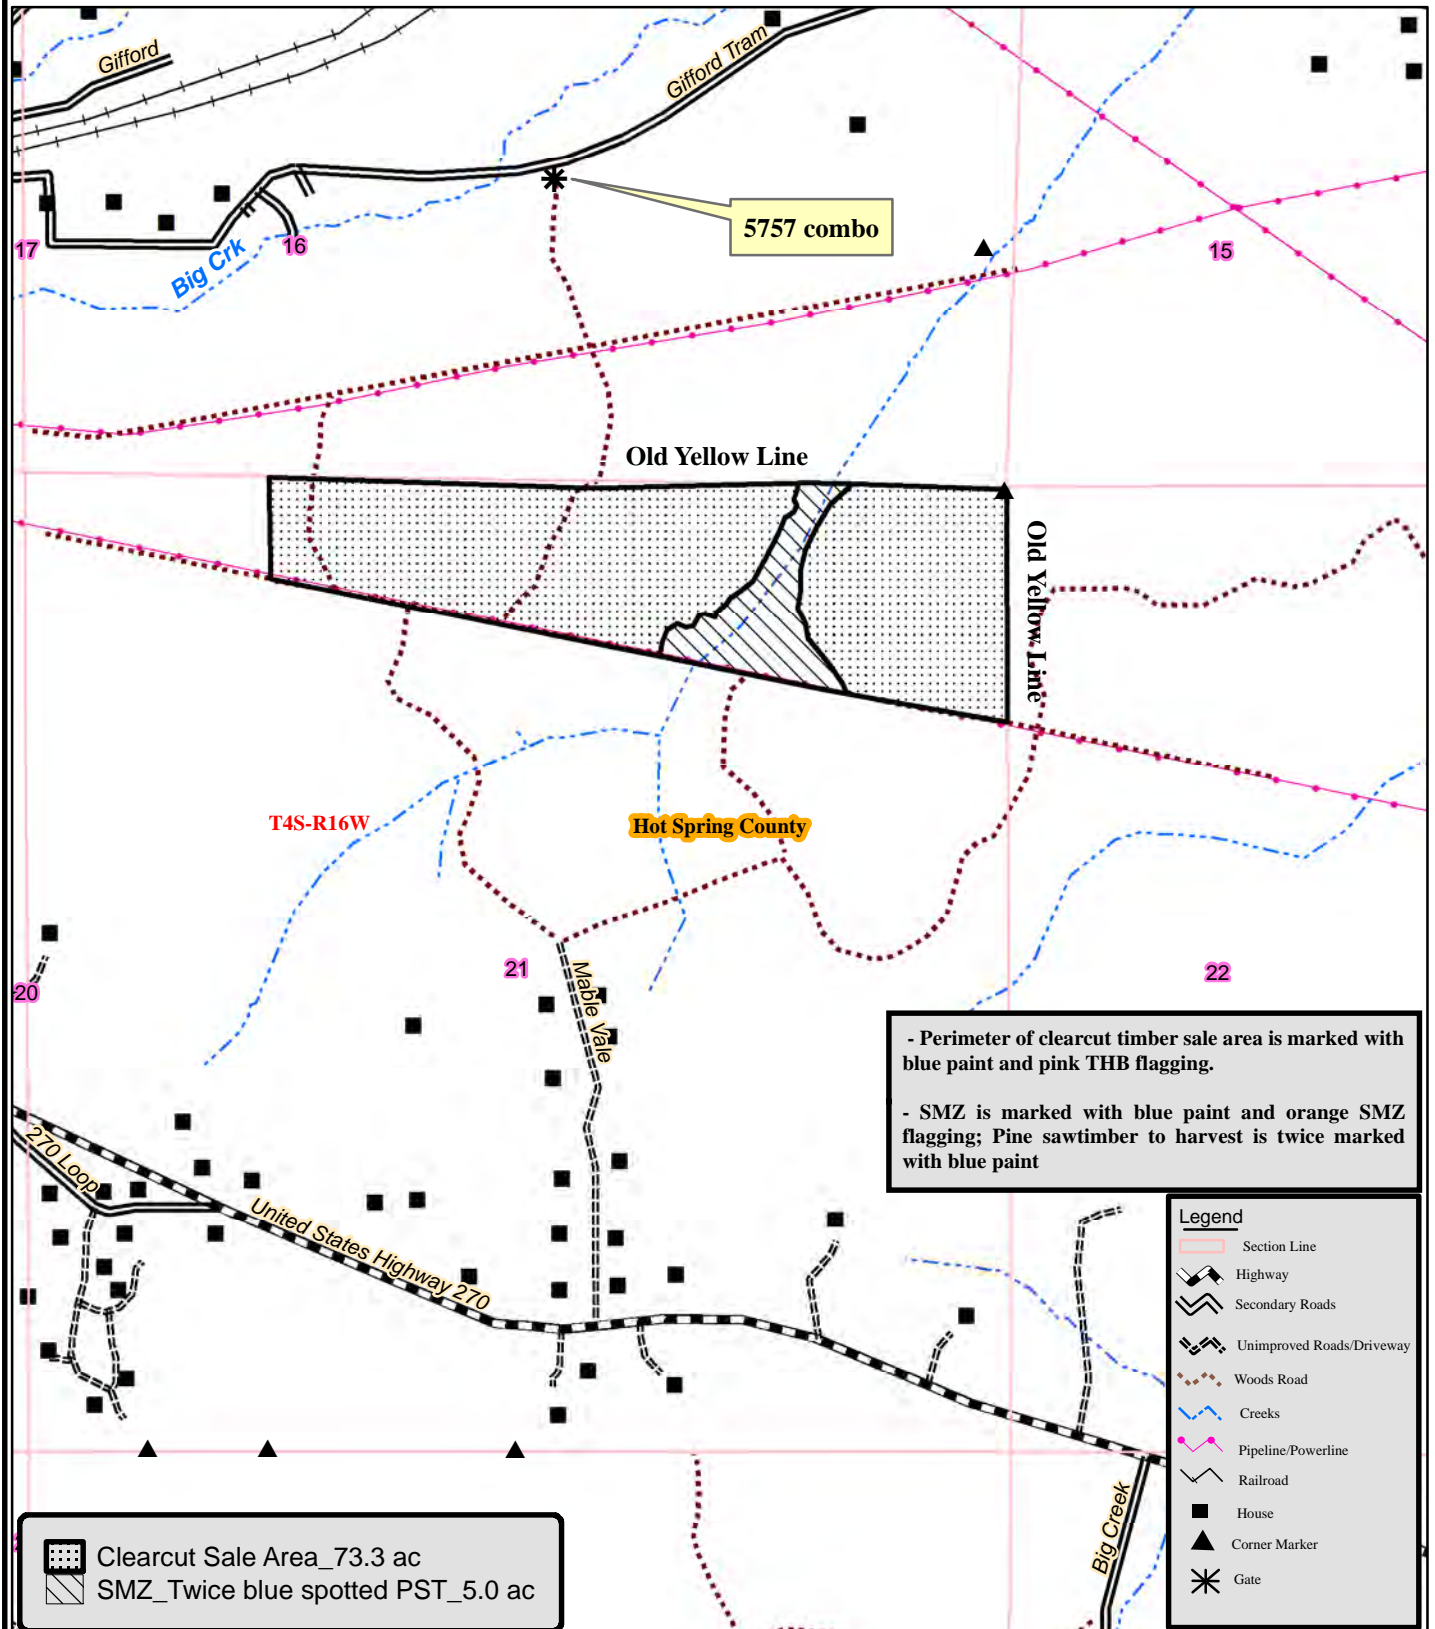 Gifford
Gifford Tram
5757 combo
17
16
15
Big Crk
Old Yellow Line
Old Yellow Line
T4S-R16W
Hot Spring County
20
21
22
Mable Vale
- Perimeter of clearcut timber sale area is marked with
blue paint and pink THB flagging.
- SMZ is marked with blue paint and orange SMZ
flagging; Pine sawtimber to harvest is twice marked
with blue paint
270 Loop
United States Highway 270
Big Creek
Legend
Section Line
Highway
Secondary Roads
Unimproved Roads/Driveway
Woods Road
Creeks
Pipeline/Powerline
Railroad
House
Corner Marker
Gate
Clearcut Sale Area_73.3 ac
SMZ_Twice blue spotted PST_5.0 ac